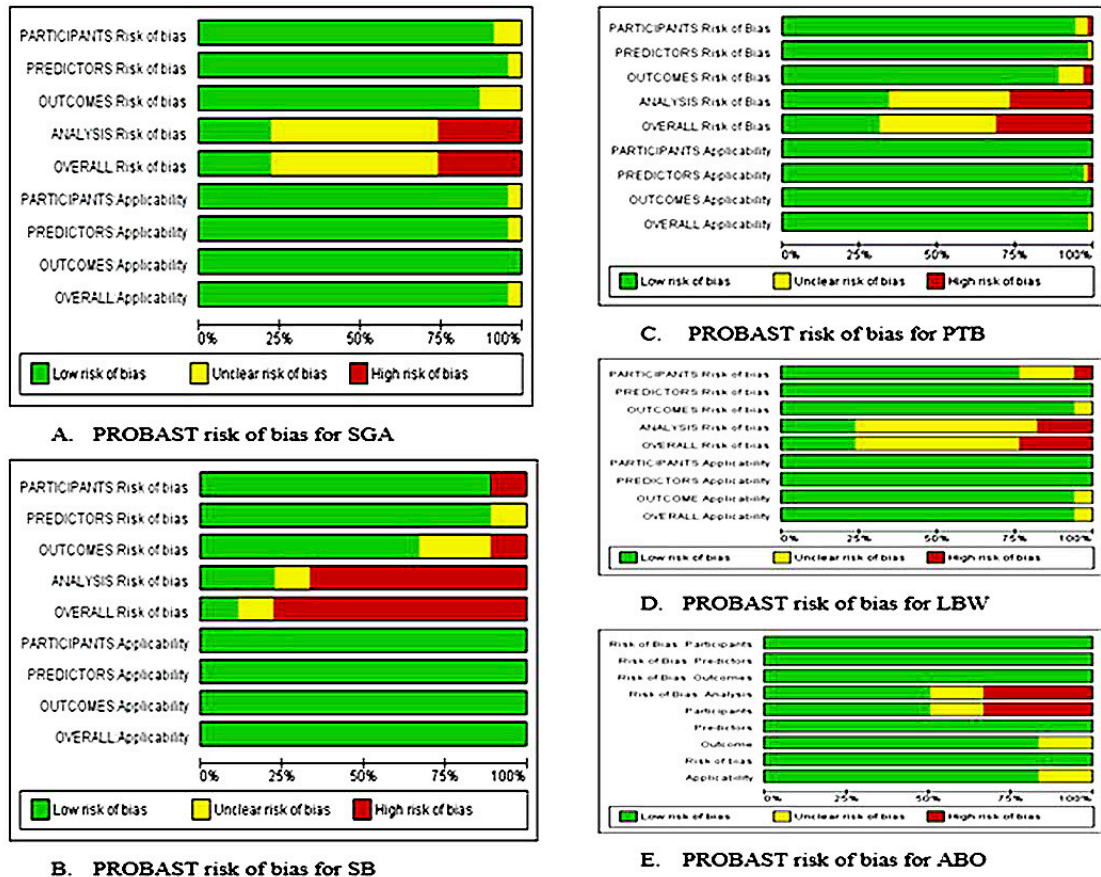 PARTICIPANTS Risk of bias
PREDICTORS Risk of bias
OUTCOMES Risk of bias
ANALYSIS Risk of bias
OVERALL Risk of bias
PARTICIPANTS Applicability
PREDICTORS Applicability
OUTCOMES Applicability
OVERALL Applicability
0% 25% 50% 75% 100%
Low risk of bias Unclear risk of bias High risk of bias
A. PROBAST risk of bias for SGA
PARTICIPANTS Risk of bias
PREDICTORS Risk of bias
OUTCOMES Risk of bias
ANALYSIS Risk of bias
OVERALL Risk of bias
PARTICIPANTS Applicability
PREDICTORS Applicability
OUTCOMES Applicability
OVERALL Applicability
0% 25% 50% 75% 100%
Low risk of bias Unclear risk of bias High risk of bias
B. PROBAST risk of bias for SB
PARTICIPANTS Risk of Bias
PREDICTORS Risk of Bias
OUTCOMES Risk of Bias
ANALYSIS Risk of Bias
OVERALL Risk of Bias
PARTICIPANTS Applicability
PREDICTORS Applicability
OUTCOMES Applicability
OVERALL Applicability
0% 25% 50% 75% 100%
Low risk of bias Unclear risk of bias High risk of bias
C. PROBAST risk of bias for PTB
PARTICIPANTS Risk of bias
PREDICTORS Risk of bias
OUTCOMES Risk of bias
ANALYSIS Risk of bias
OVERALL Risk of bias
PARTICIPANTS Applicability
PREDICTORS Applicability
OUTCOME Applicability
OVERALL Applicability
0% 25% 50% 75% 100%
Low risk of bias Unclear risk of bias High risk of bias
D. PROBAST risk of bias for LBW
Risk of Bias Participants
Risk of Bias Predictors
Risk of Bias Outcomes
Risk of Bias Analysis
Participants
Predictors
Outcome
Risk of bias
Applicability
0% 25% 50% 75% 100%
Low risk of bias Unclear risk of bias High risk of bias
E. PROBAST risk of bias for ABO